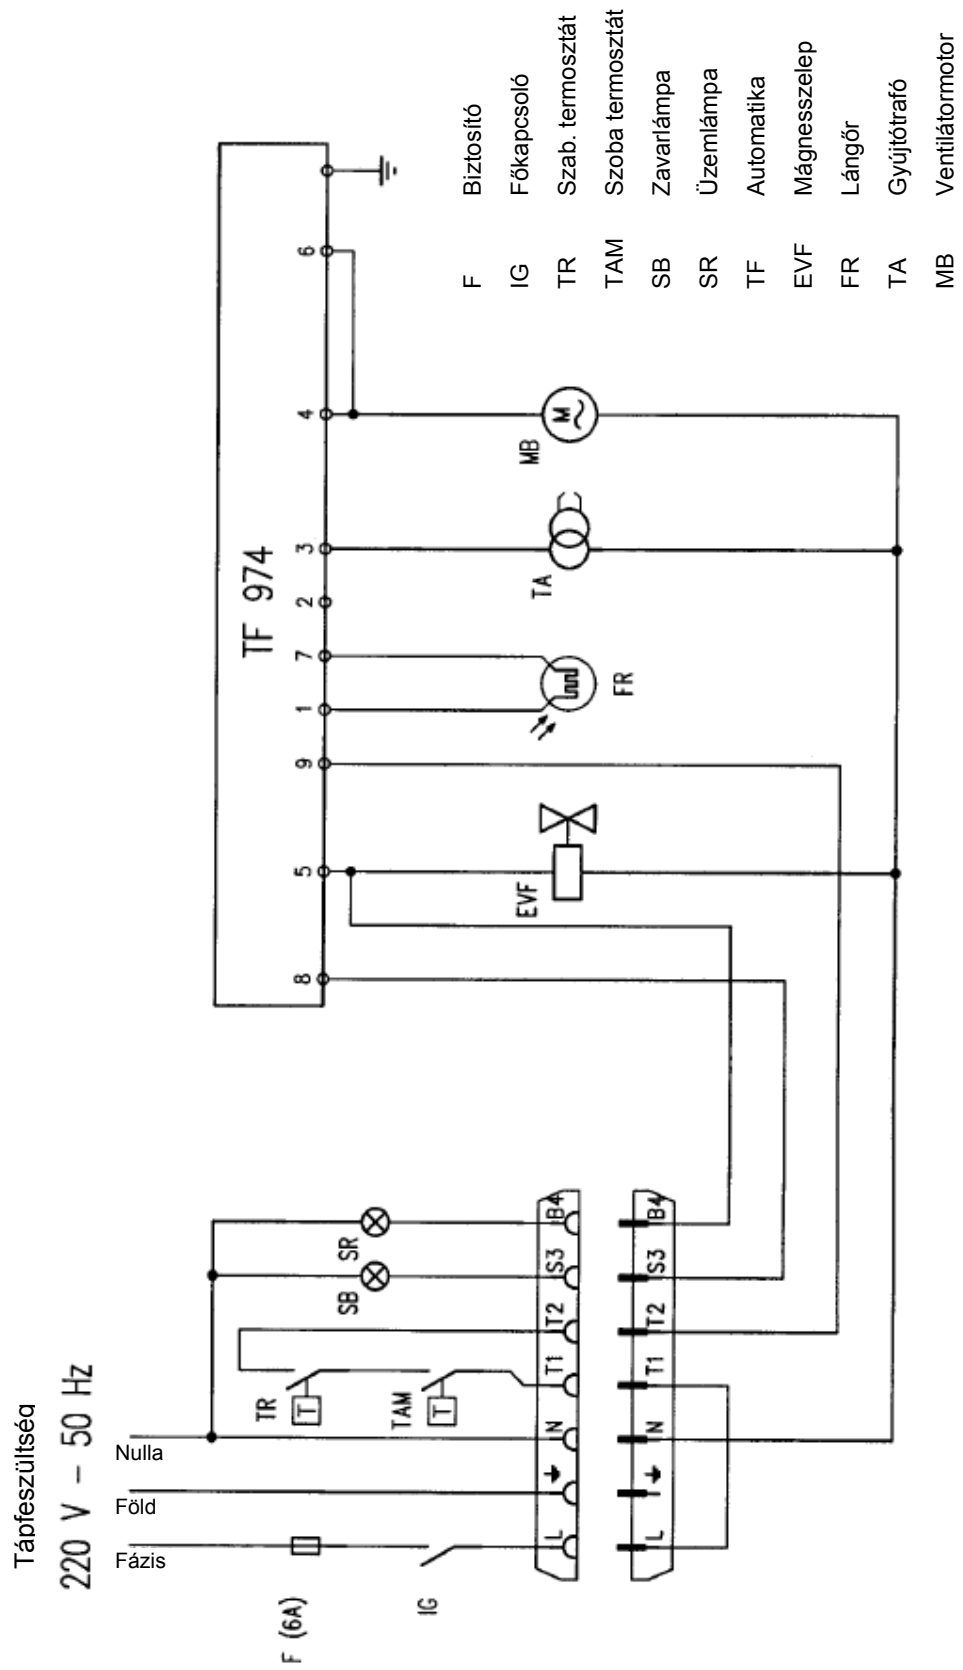 Tápfeszültség
220 V – 50 Hz
Fázis
Föld
Nulla
F (6A)
IG
TR
T
TAM
T
SB
SR
L
N
T1
T2
S3
B4
L
N
T1
T2
S3
B4
TF 974
8
5
9
1
7
2
3
4
6
EVF
FR
TA
MB
M
F Biztosító
IG Főkapcsoló
TR Szab. termosztát
TAM Szoba termosztát
SB Zavarlámpa
SR Üzemlámpa
TF Automatika
EVF Mágnesszelep
FR Lángőr
TA Gyújtótrafó
MB Ventilátormotor